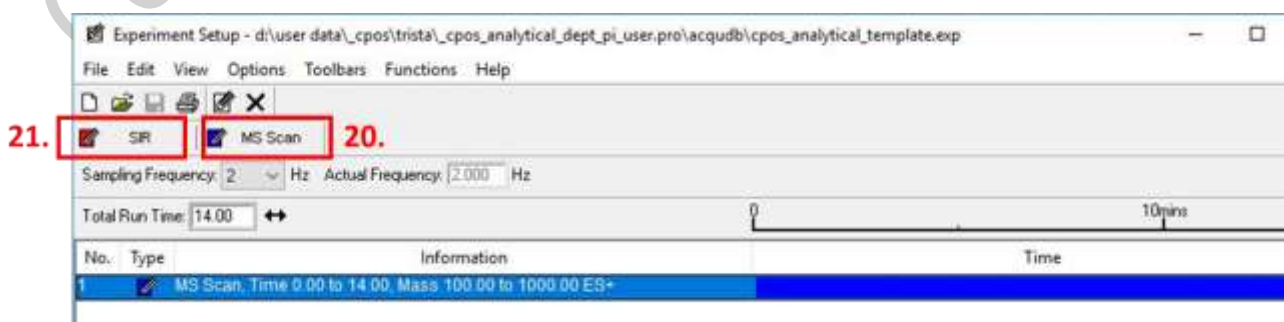 Experiment Setup - d:\user data\_cpos\trista\_cpos_analytical_dept_pi_user.pro\acqudb\cpos_analytical_template.exp
File Edit View Options Toolbars Functions Help
21. SIR MS Scan 20.
Sampling Frequency: 2 Hz Actual Frequency: 2.000 Hz
Total Run Time: 14.00 0 10mins
No. Type Information Time
1 MS Scan, Time 0.00 to 14.00, Mass 100.00 to 1000.00 ES+